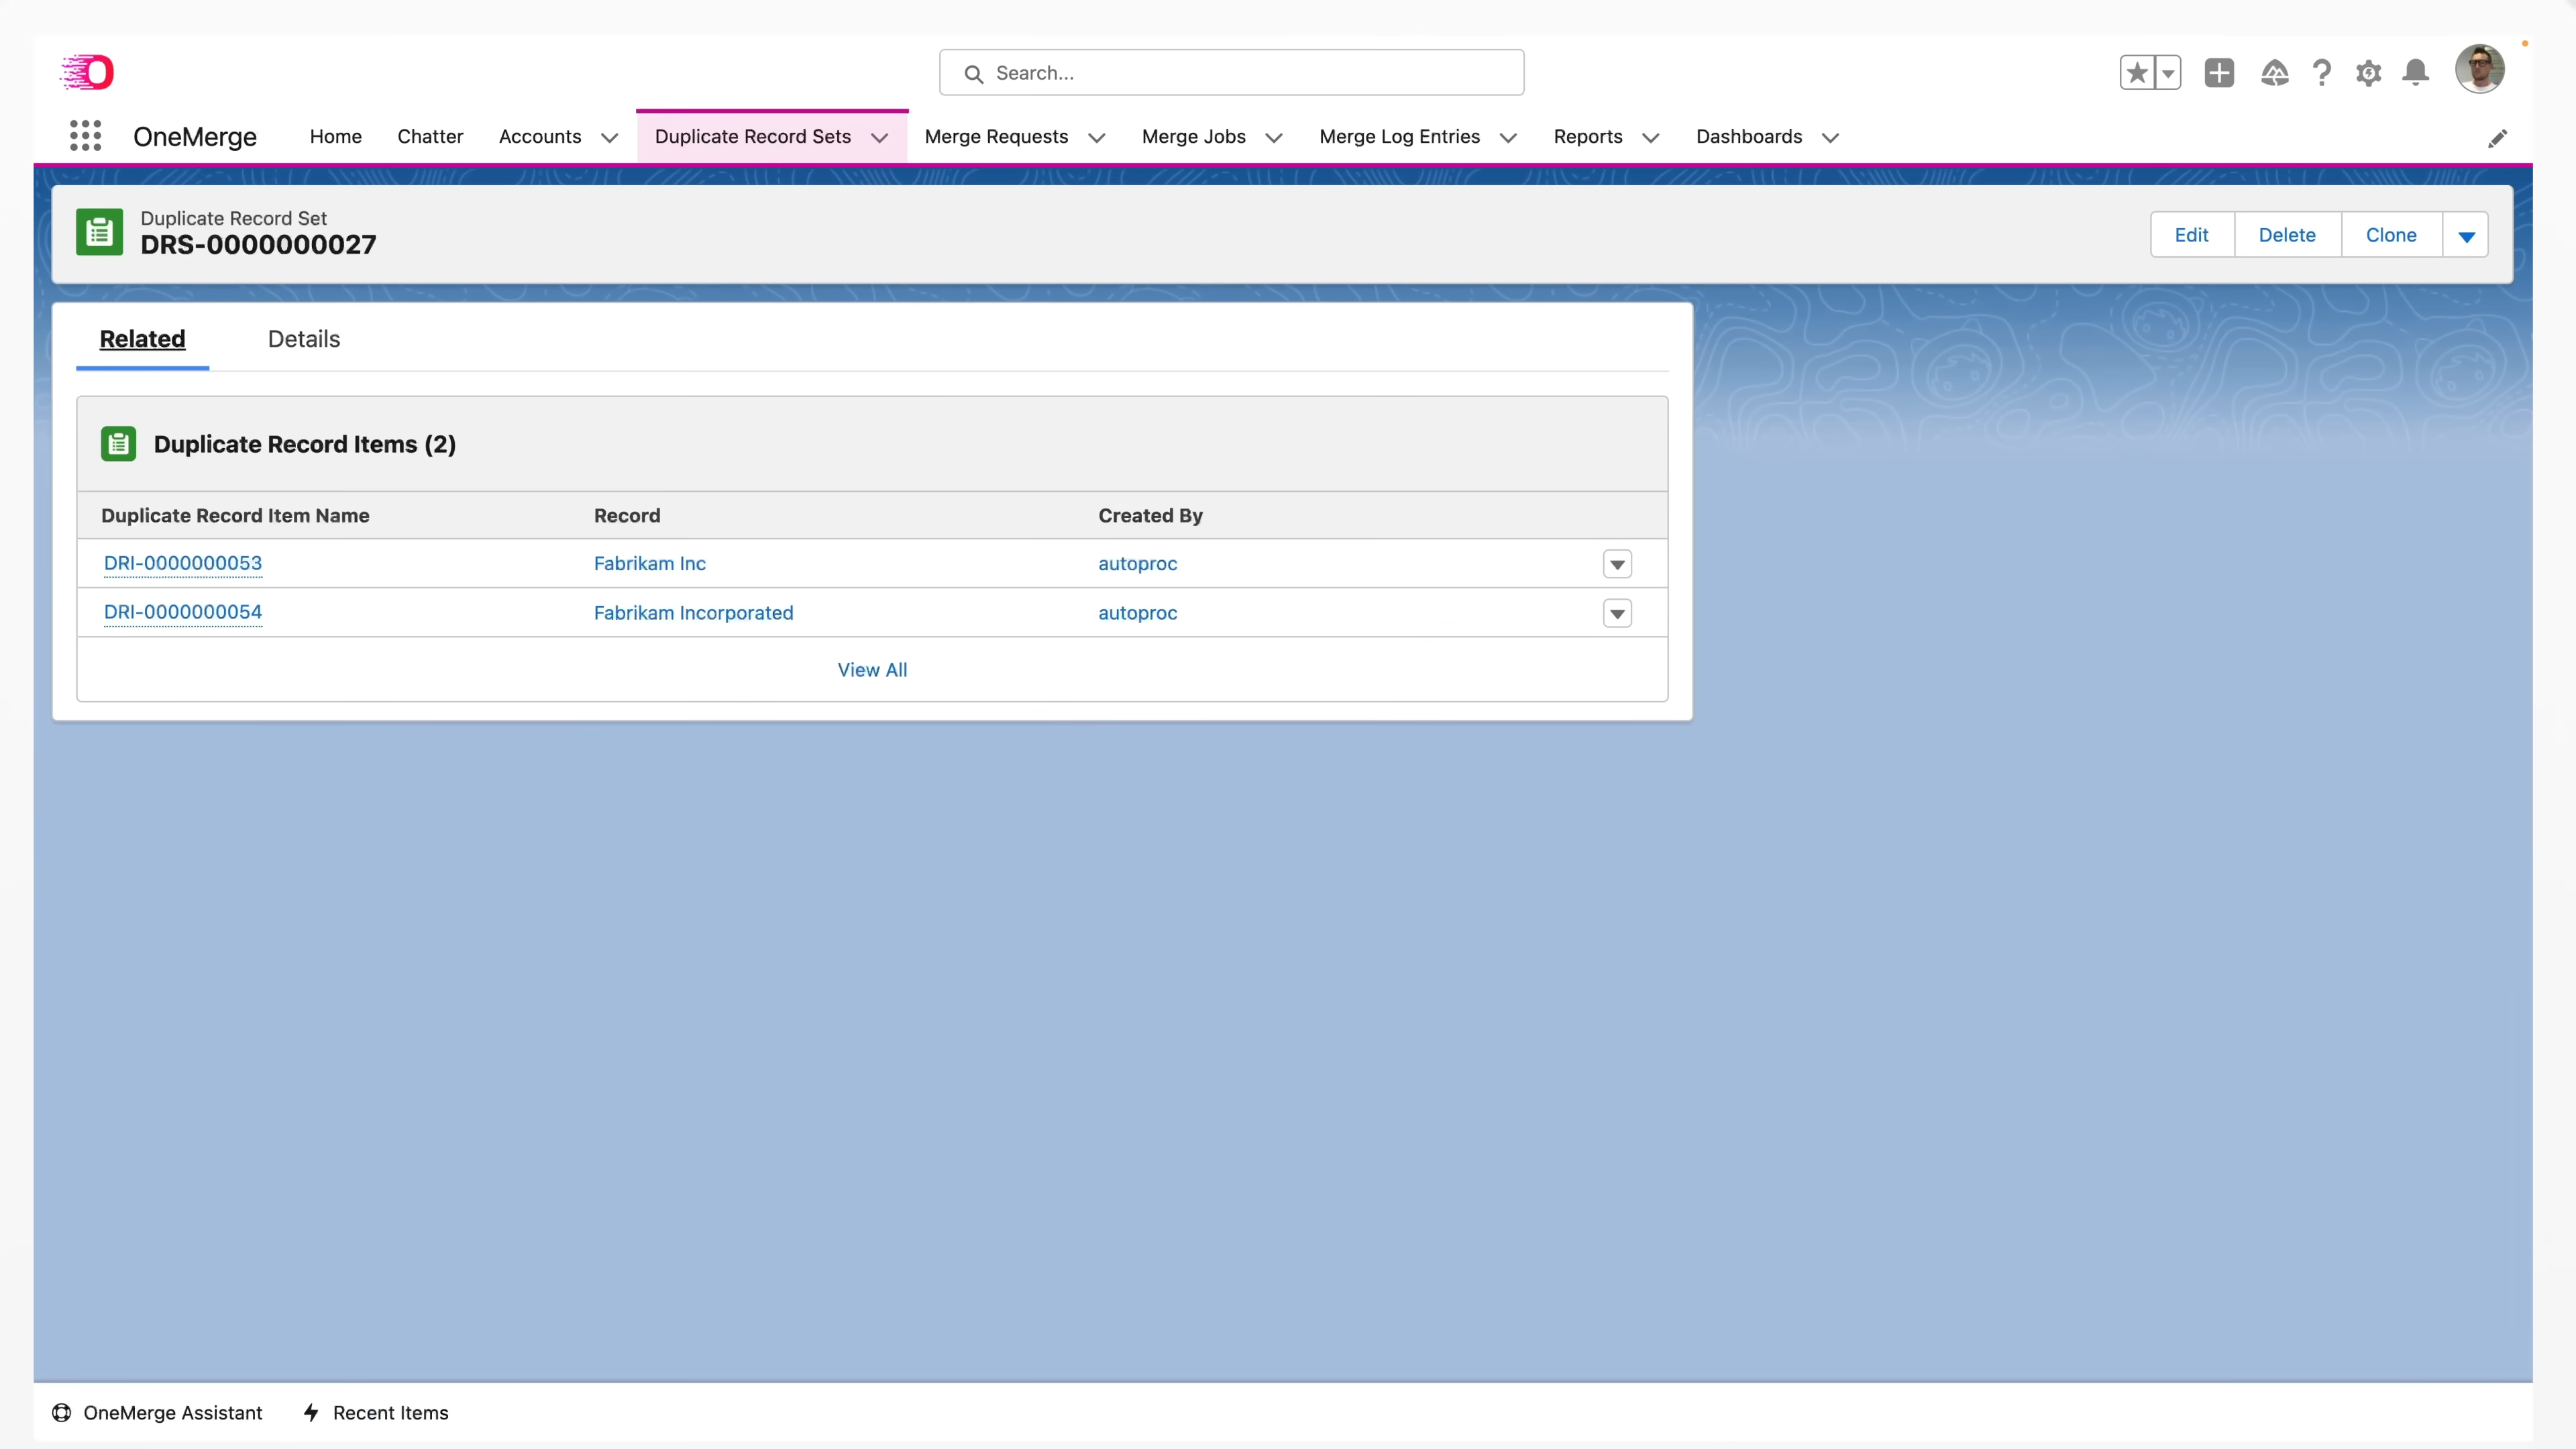 Search...
OneMerge Home Chatter Accounts Duplicate Record Sets Merge Requests Merge Jobs Merge Log Entries Reports Dashboards
Duplicate Record Set
DRS-0000000027
Edit Delete Clone
Related Details
Duplicate Record Items (2)
Duplicate Record Item Name Record Created By
DRI-0000000053 Fabrikam Inc autoproc
DRI-0000000054 Fabrikam Incorporated autoproc
View All
OneMerge Assistant Recent Items